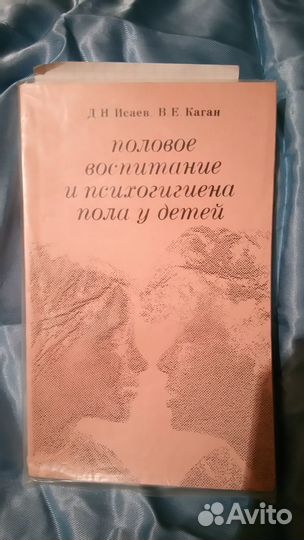 Д Н Исаев, В Е Каган
половое
воспитание
и психогигиена
пола у детей
Avito